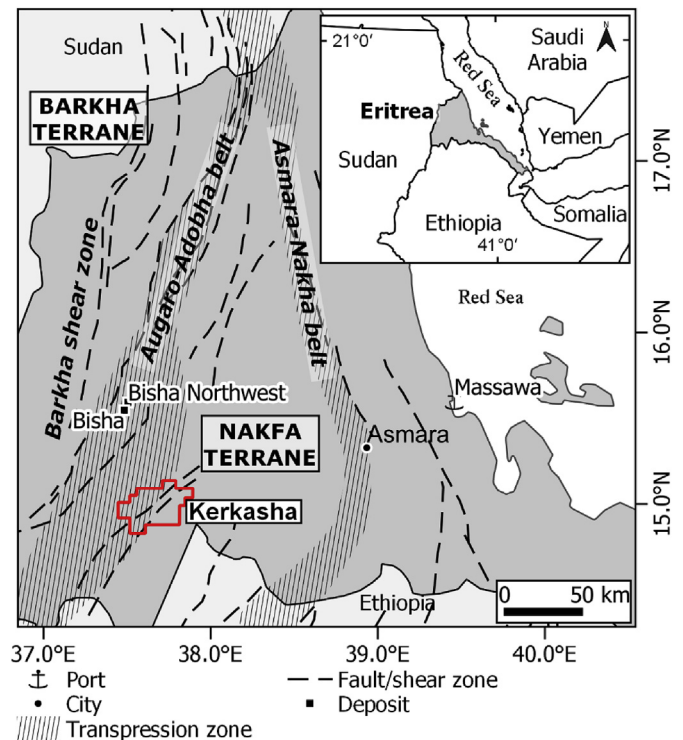 Sudan
BARKHA
TERRANE
Barkha shear zone
Augaro-Adobha belt
Asmara-Nakha belt
21°0'
N
Saudi
Arabia
Red Sea
Eritrea
Yemen
Sudan
Ethiopia
Somalia
41°0'
Red Sea
Bisha Northwest
Bisha
Massawa
NAKFA
TERRANE
Asmara
Kerkasha
Ethiopia
0 50 km
17.0°N
16.0°N
15.0°N
37.0°E 38.0°E 39.0°E 40.0°E
Port
City
Transpression zone
Fault/shear zone
Deposit